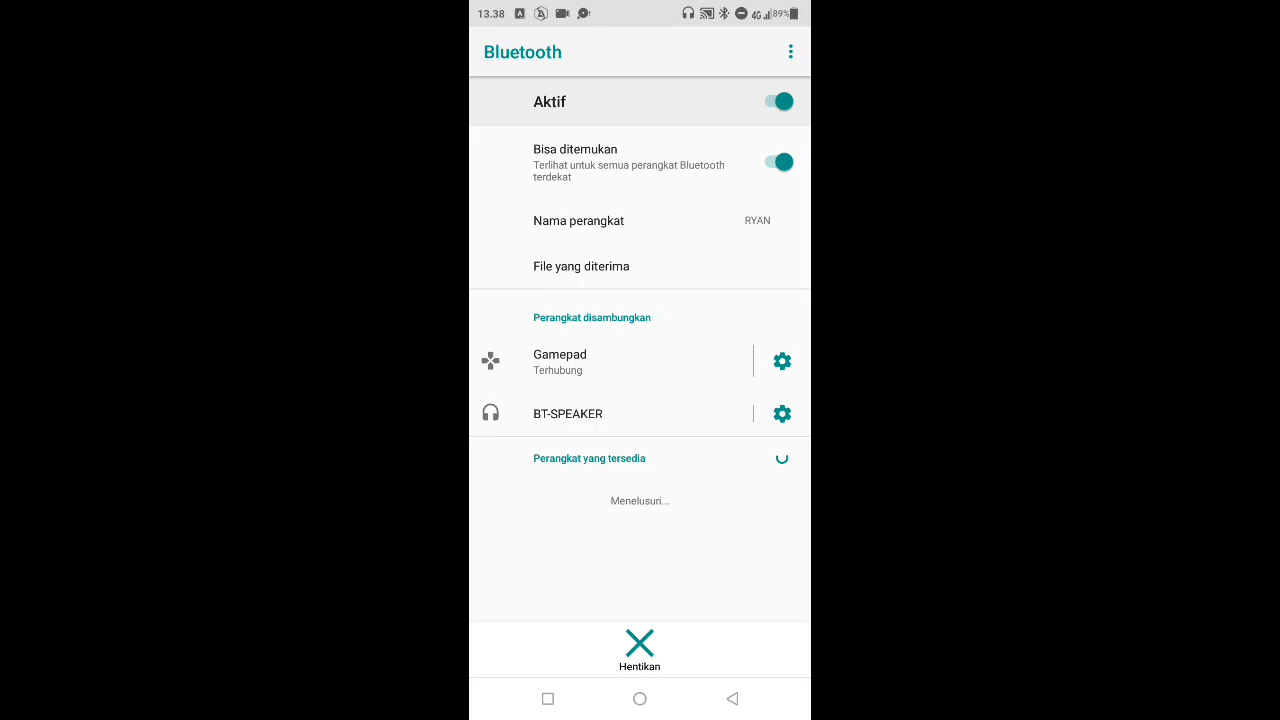 13.38 4G 89%
Bluetooth
Aktif
Bisa ditemukan
Terlihat untuk semua perangkat Bluetooth
terdekat
Nama perangkat RYAN
File yang diterima
Perangkat disambungkan
Gamepad
Terhubung
BT-SPEAKER
Perangkat yang tersedia
Menelusuri...
Hentikan